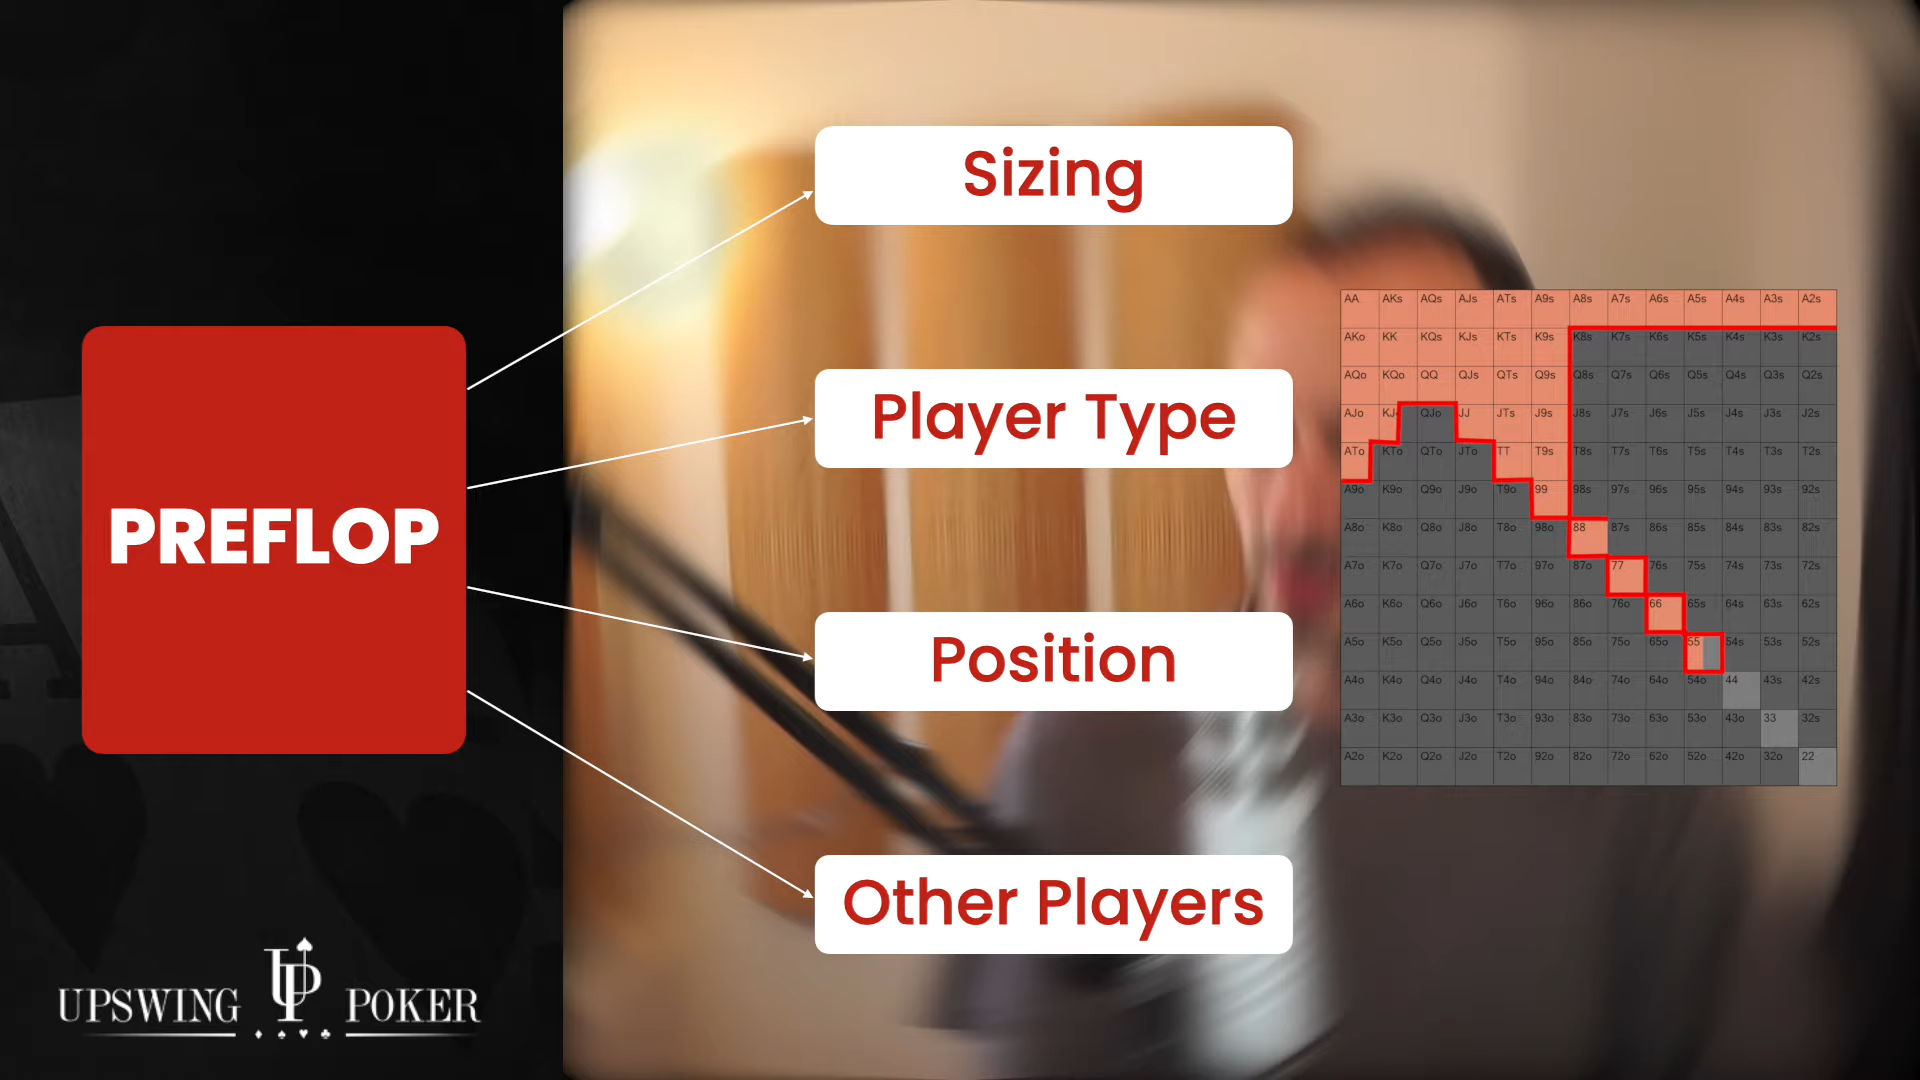 Sizing
Player Type
PREFLOP
Position
Other Players
UPSWING UP POKER
AA AKs AQs AJs ATs A9s A8s A7s A6s A5s A4s A3s A2s
AKo KK KQs KJs KTs K9s K8s K7s K6s K5s K4s K3s K2s
AQo KQo QQ QJs QTs Q9s Q8s Q7s Q6s Q5s Q4s Q3s Q2s
AJo KJo QJo JJ JTs J9s J8s J7s J6s J5s J4s J3s J2s
ATo KTo QTo JTo TT T9s T8s T7s T6s T5s T4s T3s T2s
A9o K9o Q9o J9o T9o 99 98s 97s 96s 95s 94s 93s 92s
A8o K8o Q8o J8o T8o 98o 88 87s 86s 85s 84s 83s 82s
A7o K7o Q7o J7o T7o 97o 87o 77 76s 75s 74s 73s 72s
A6o K6o Q6o J6o T6o 96o 86o 76o 66 65s 64s 63s 62s
A5o K5o Q5o J5o T5o 95o 85o 75o 65o 55 54s 53s 52s
A4o K4o Q4o J4o T4o 94o 84o 74o 64o 54o 44 43s 42s
A3o K3o Q3o J3o T3o 93o 83o 73o 63o 53o 43o 33 32s
A2o K2o Q2o J2o T2o 92o 82o 72o 62o 52o 42o 32o 22